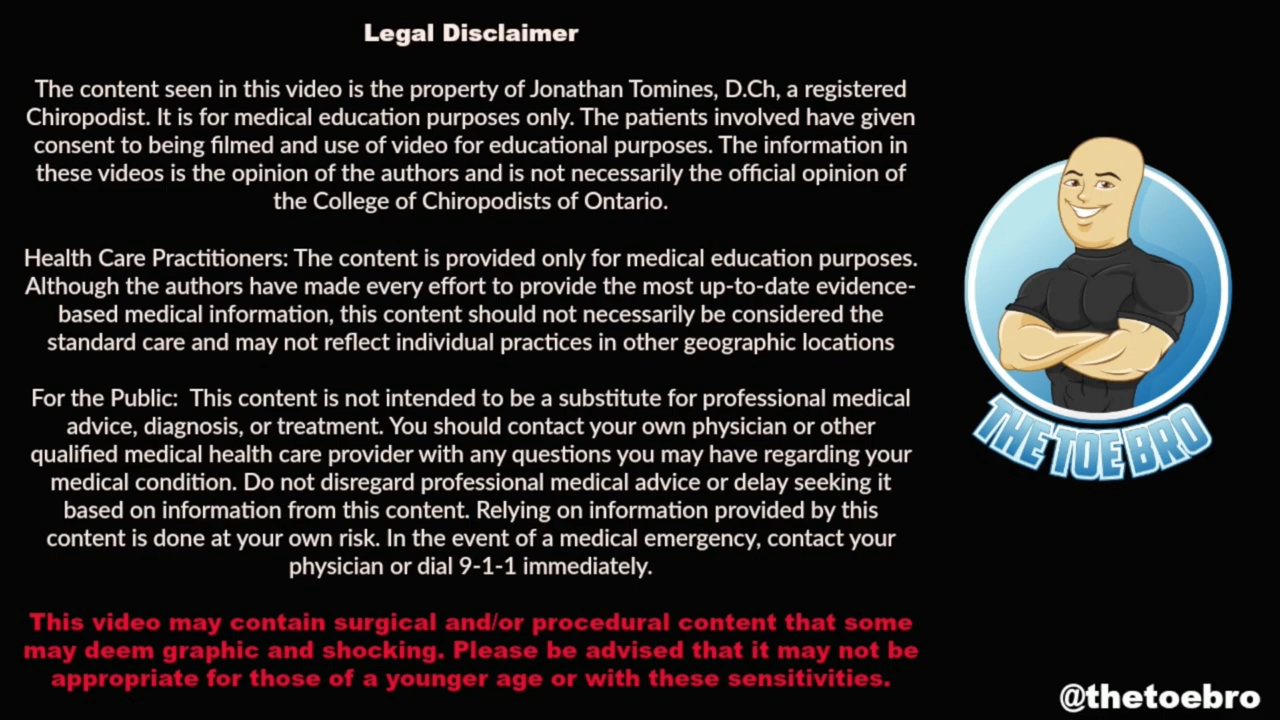 Legal Disclaimer
The content seen in this video is the property of Jonathan Tomines, D.Ch, a registered
Chiropodist. It is for medical education purposes only. The patients involved have given
consent to being filmed and use of video for educational purposes. The information in
these videos is the opinion of the authors and is not necessarily the official opinion of
the College of Chiropodists of Ontario.
Health Care Practitioners: The content is provided only for medical education purposes.
Although the authors have made every effort to provide the most up-to-date evidence-
based medical information, this content should not necessarily be considered the
standard care and may not reflect individual practices in other geographic locations
For the Public: This content is not intended to be a substitute for professional medical
advice, diagnosis, or treatment. You should contact your own physician or other
qualified medical health care provider with any questions you may have regarding your
medical condition. Do not disregard professional medical advice or delay seeking it
based on information from this content. Relying on information provided by this
content is done at your own risk. In the event of a medical emergency, contact your
physician or dial 9-1-1 immediately.
This video may contain surgical and/or procedural content that some
may deem graphic and shocking. Please be advised that it may not be
appropriate for those of a younger age or with these sensitivities.
THE TOE BRO
@thetoebro